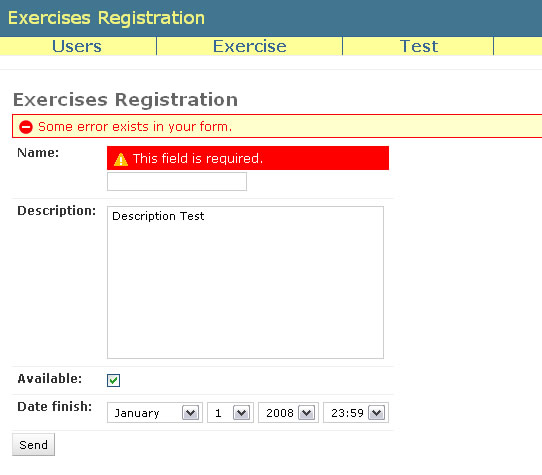 Exercises Registration
Users Exercise Test
Exercises Registration
Some error exists in your form.
Name: This field is required.
Description: Description Test
Available:
Date finish: January 1 2008 23:59
Send